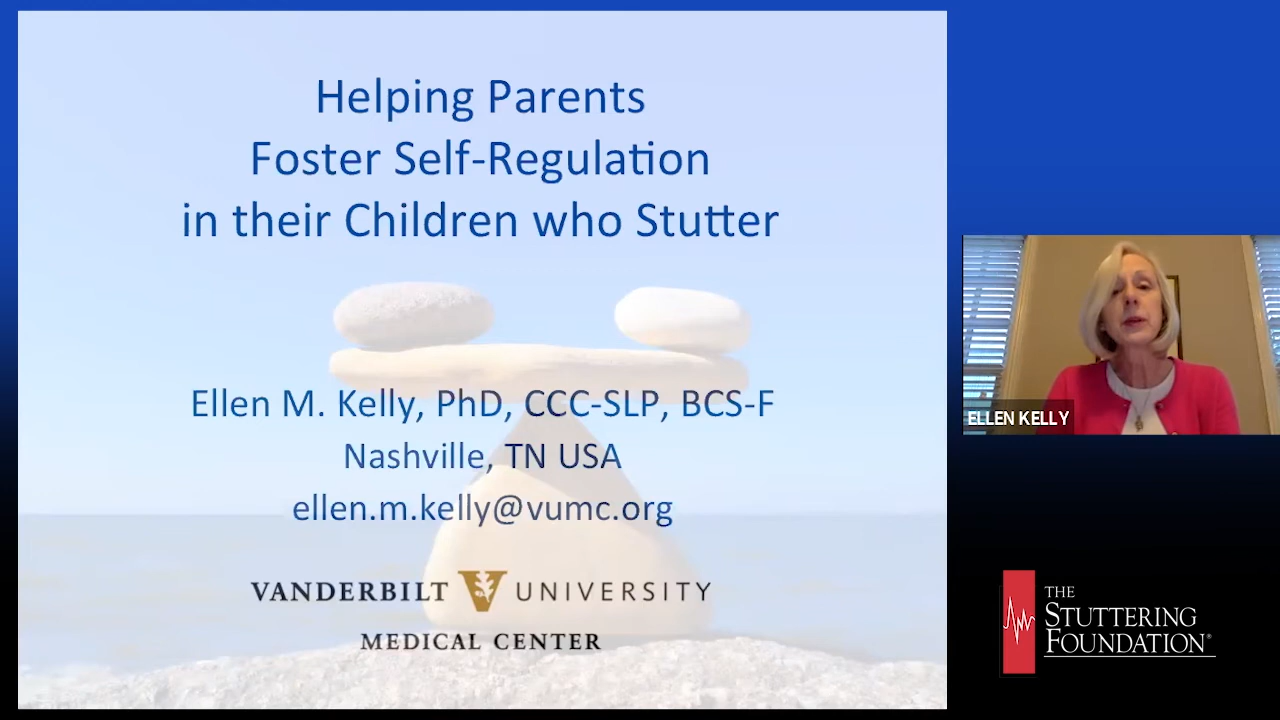 Helping Parents
Foster Self-Regulation
in their Children who Stutter
Ellen M. Kelly, PhD, CCC-SLP, BCS-F
Nashville, TN USA
ellen.m.kelly@vumc.org
VANDERBILT V UNIVERSITY
MEDICAL CENTER
ELLEN KELLY
THE
STUTTERING
FOUNDATION®